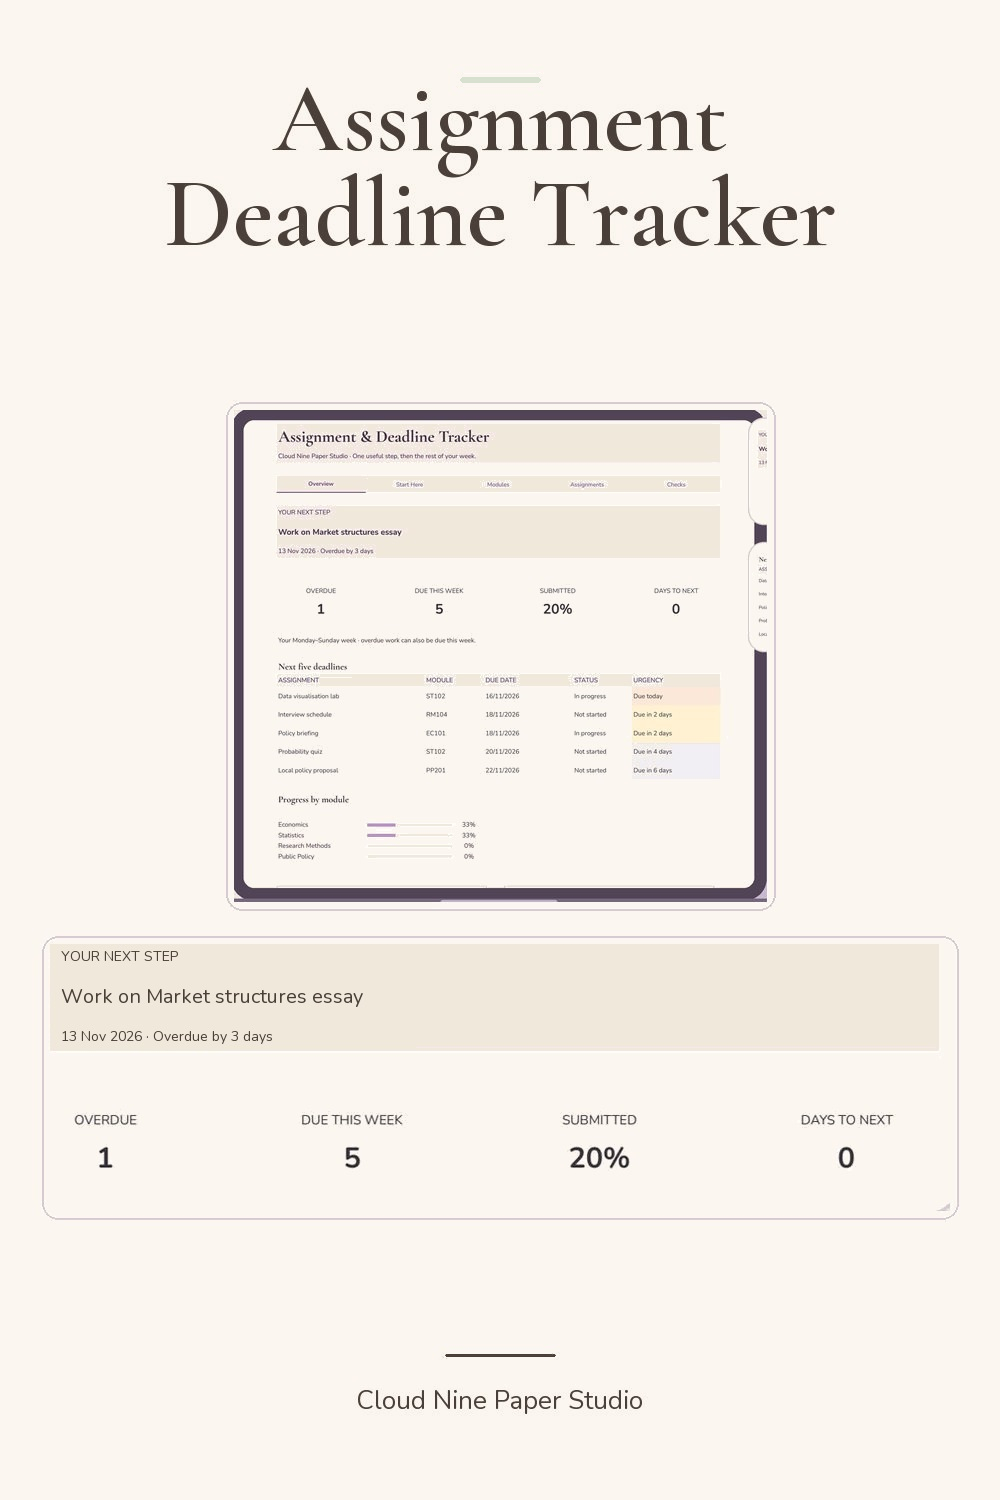 Assignment
Deadline Tracker
Assignment & Deadline Tracker
Cloud Nine Paper Studio · One useful step, then the rest of your week.
Overview Start Here Modules Assignments Checks
YOUR NEXT STEP
Work on Market structures essay
13 Nov 2026 · Overdue by 3 days
OVERDUE DUE THIS WEEK SUBMITTED DAYS TO NEXT
1 5 20% 0
Your Monday–Sunday week · overdue work can also be due this week.
Next five deadlines
ASSIGNMENT MODULE DUE DATE STATUS URGENCY
Data visualisation lab ST102 16/11/2026 In progress Due today
Interview schedule RM104 18/11/2026 Not started Due in 2 days
Policy briefing EC101 18/11/2026 In progress Due in 2 days
Probability quiz ST102 20/11/2026 Not started Due in 4 days
Local policy proposal PP201 22/11/2026 Not started Due in 6 days
Progress by module
Economics 33%
Statistics 33%
Research Methods 0%
Public Policy 0%
YOUR NEXT STEP
Work on Market structures essay
13 Nov 2026 · Overdue by 3 days
OVERDUE DUE THIS WEEK SUBMITTED DAYS TO NEXT
1 5 20% 0
Cloud Nine Paper Studio